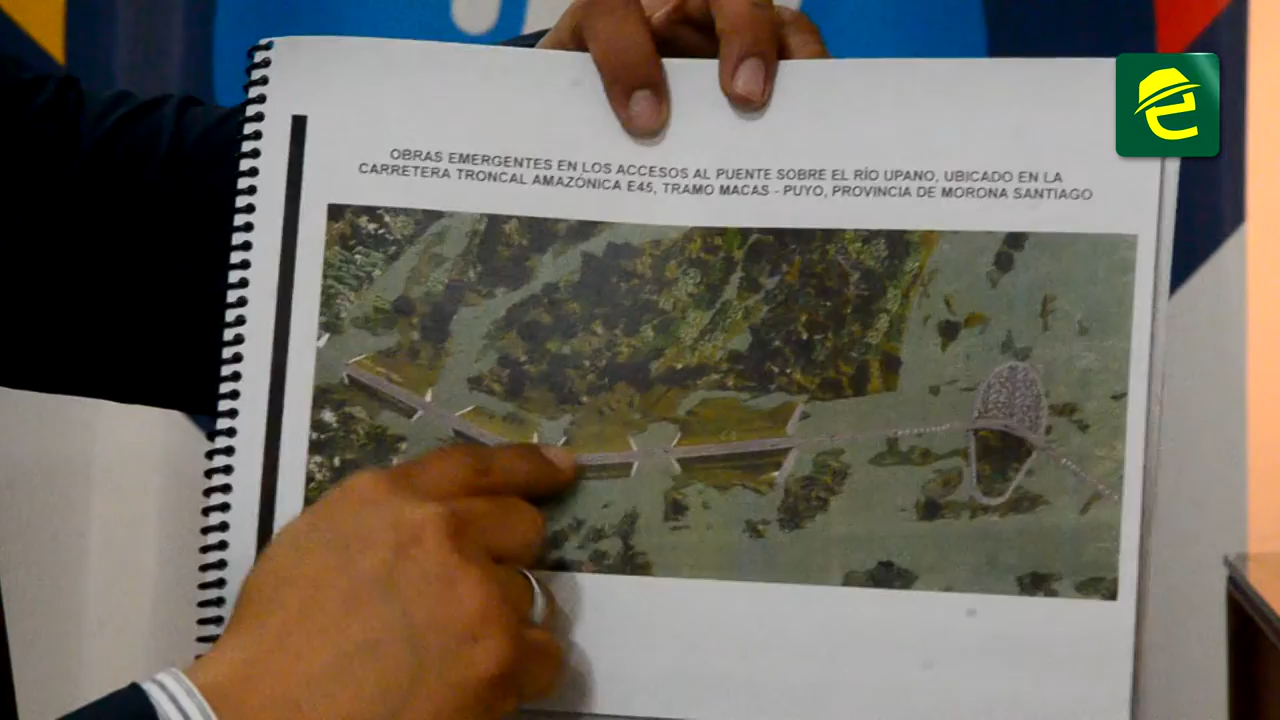 OBRAS EMERGENTES EN LOS ACCESOS AL PUENTE SOBRE EL RÍO UPANO, UBICADO EN LA
CARRETERA TRONCAL AMAZÓNICA E45, TRAMO MACAS - PUYO, PROVINCIA DE MORONA SANTIAGO